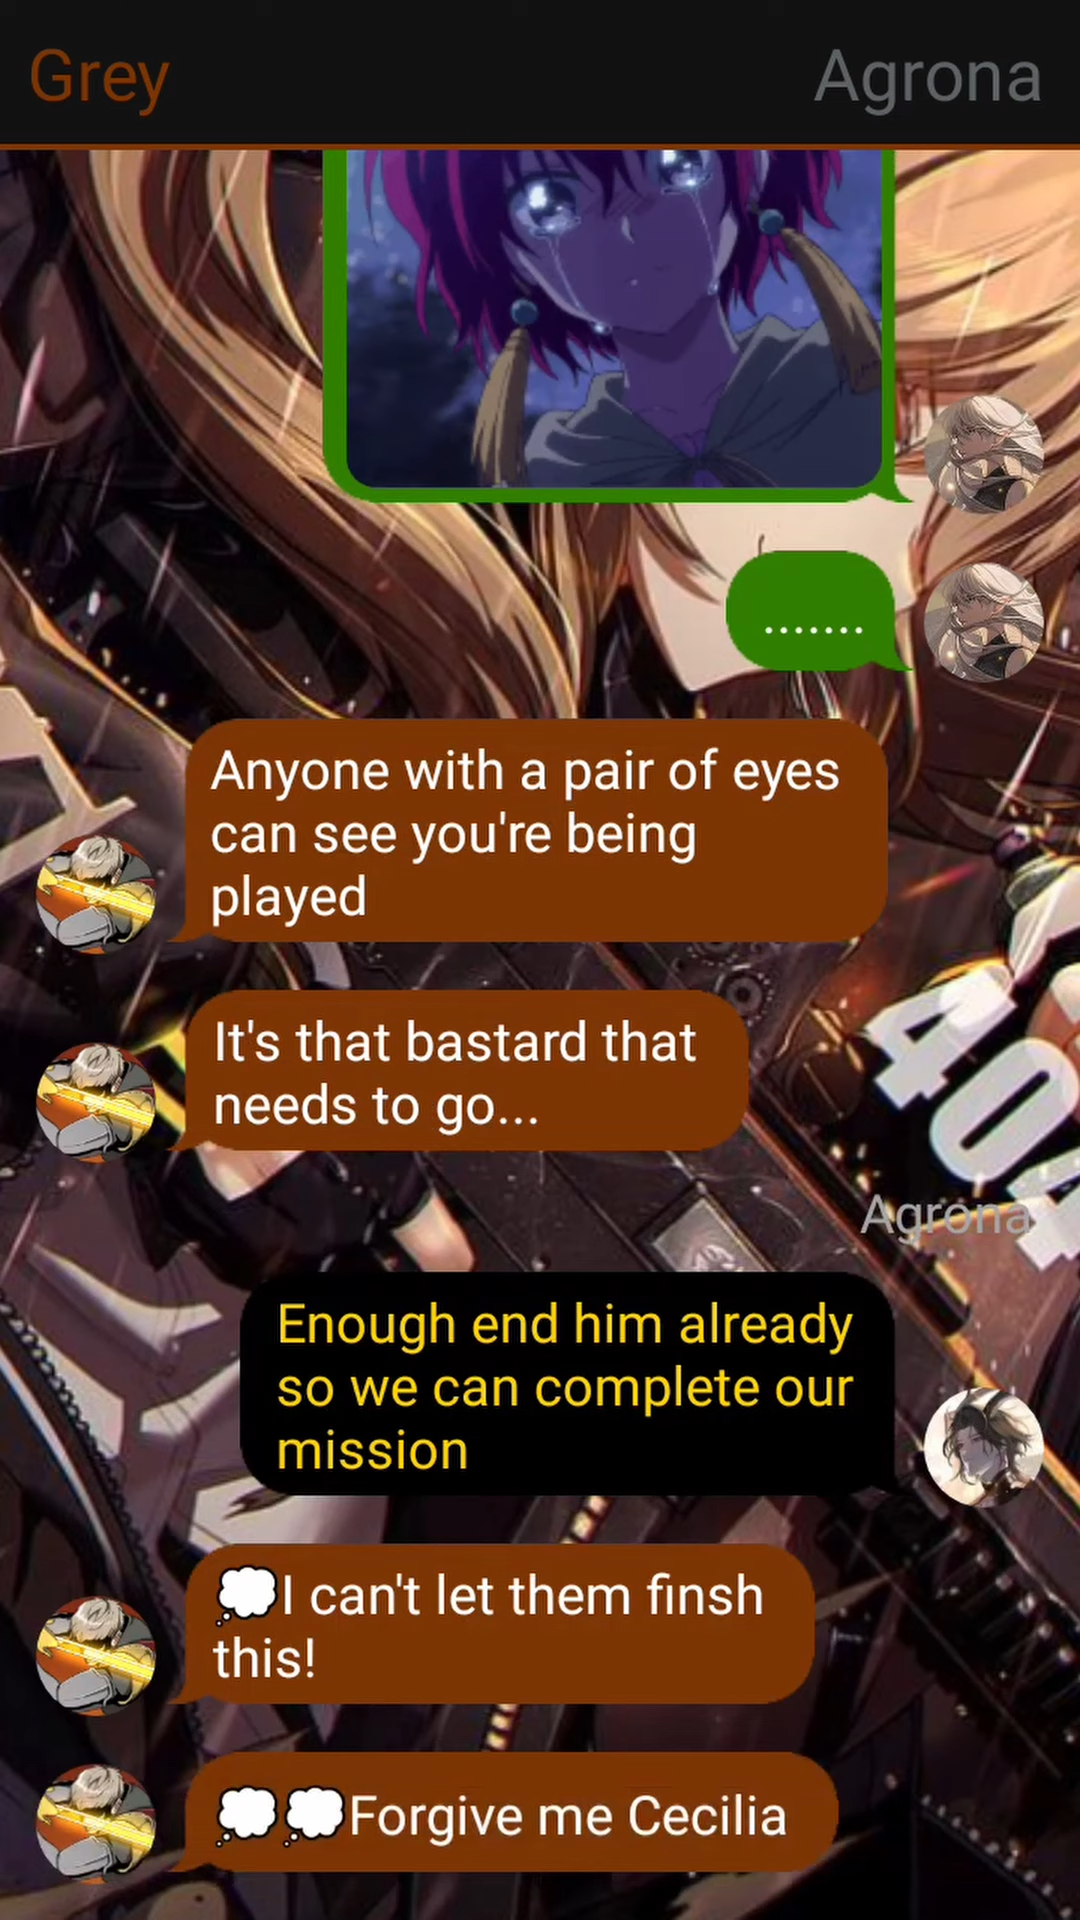 Grey
Agrona
.......
Anyone with a pair of eyes
can see you're being
played
It's that bastard that
needs to go...
404
Agrona
Enough end him already
so we can complete our
mission
💭I can't let them finsh
this!
💭💭Forgive me Cecilia